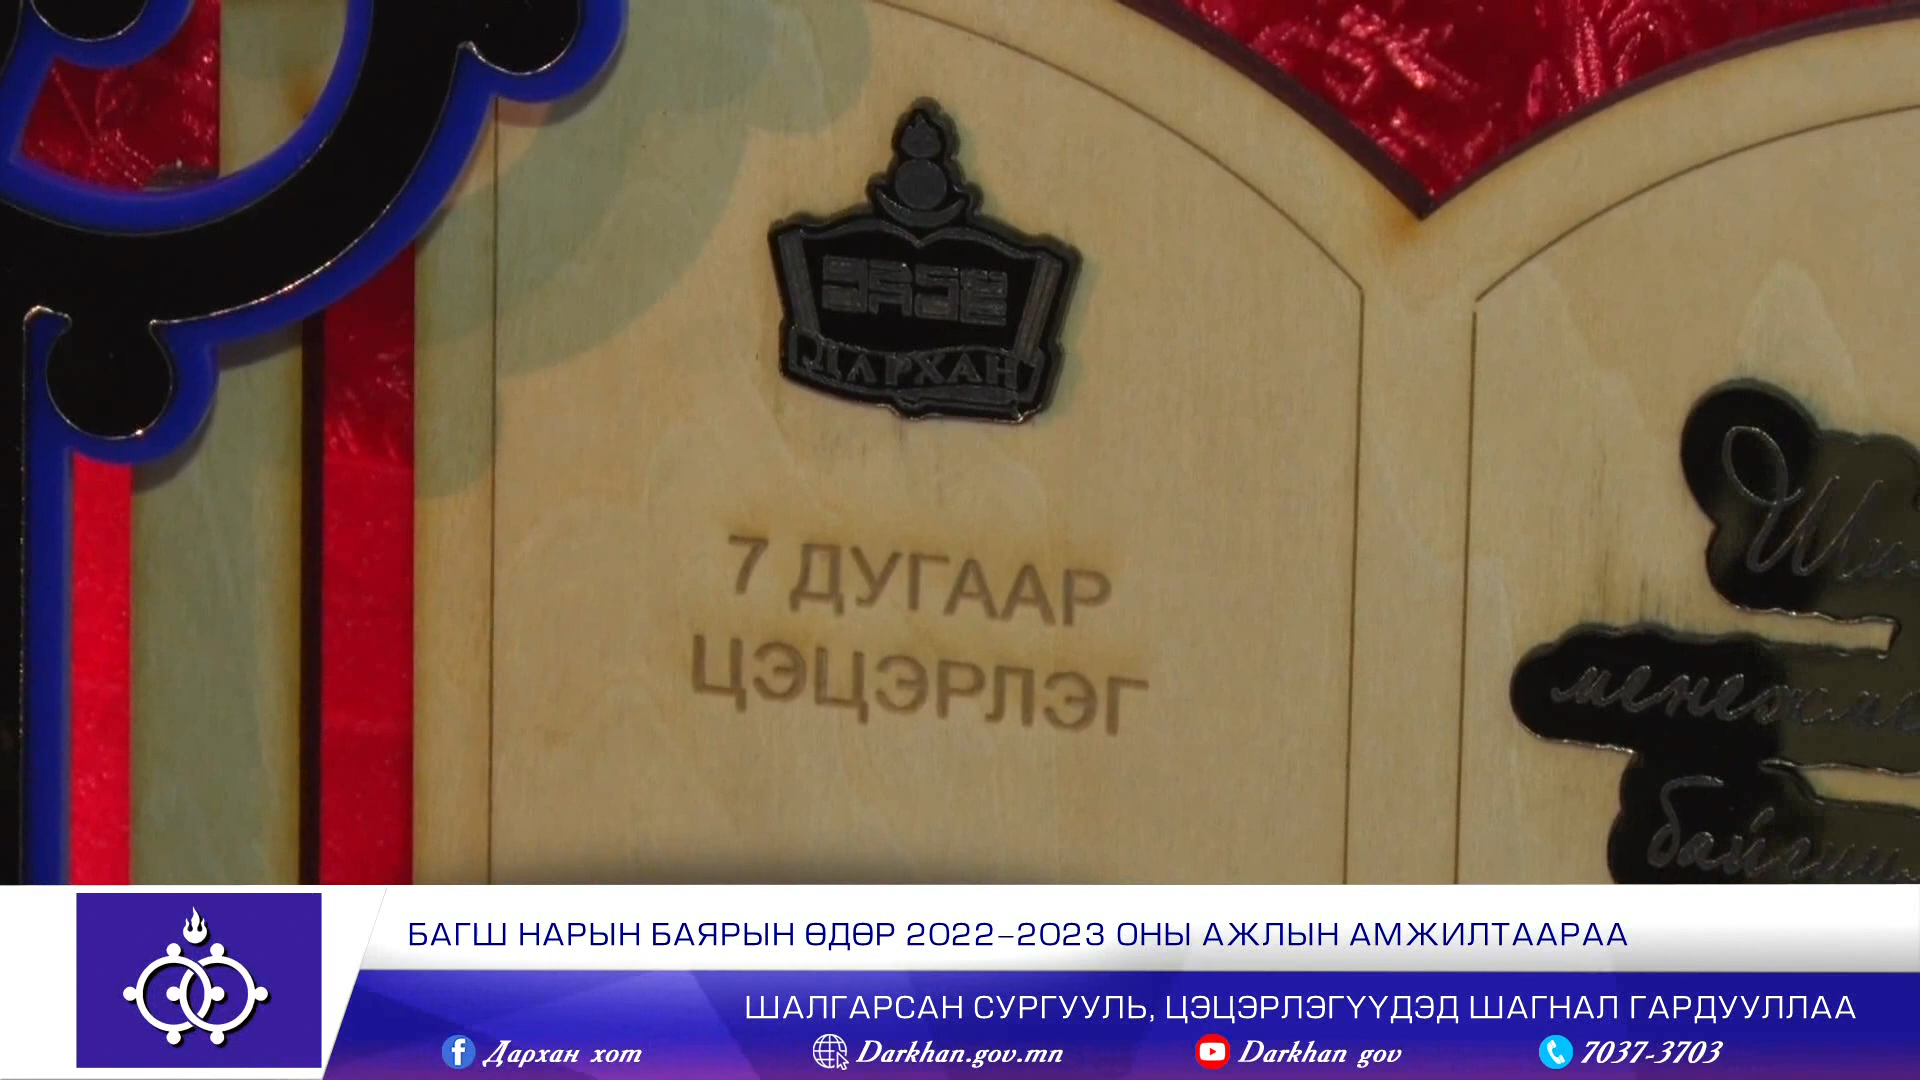 ДАРХАН
7 ДУГААР
ЦЭЦЭРЛЭГ
БАГШ НАРЫН БАЯРЫН ӨДӨР 2022-2023 ОНЫ АЖЛЫН АМЖИЛТААРАА
ШАЛГАРСАН СУРГУУЛЬ, ЦЭЦЭРЛЭГҮҮДЭД ШАГНАЛ ГАРДУУЛЛАА
Дархан хот
Darkhan.gov.mn
Darkhan gov
7037-3703